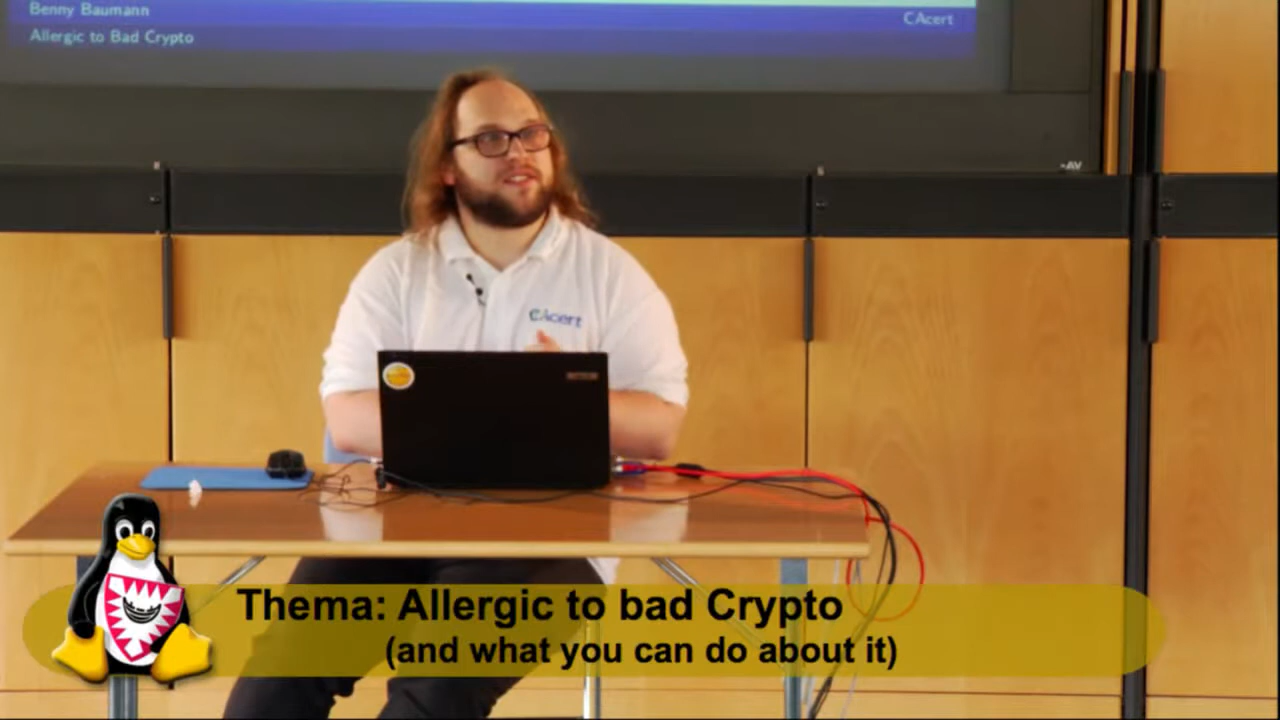 Benny Baumann
CAcert
Allergic to Bad Crypto
-AV
CAcert
Thema: Allergic to bad Crypto
(and what you can do about it)